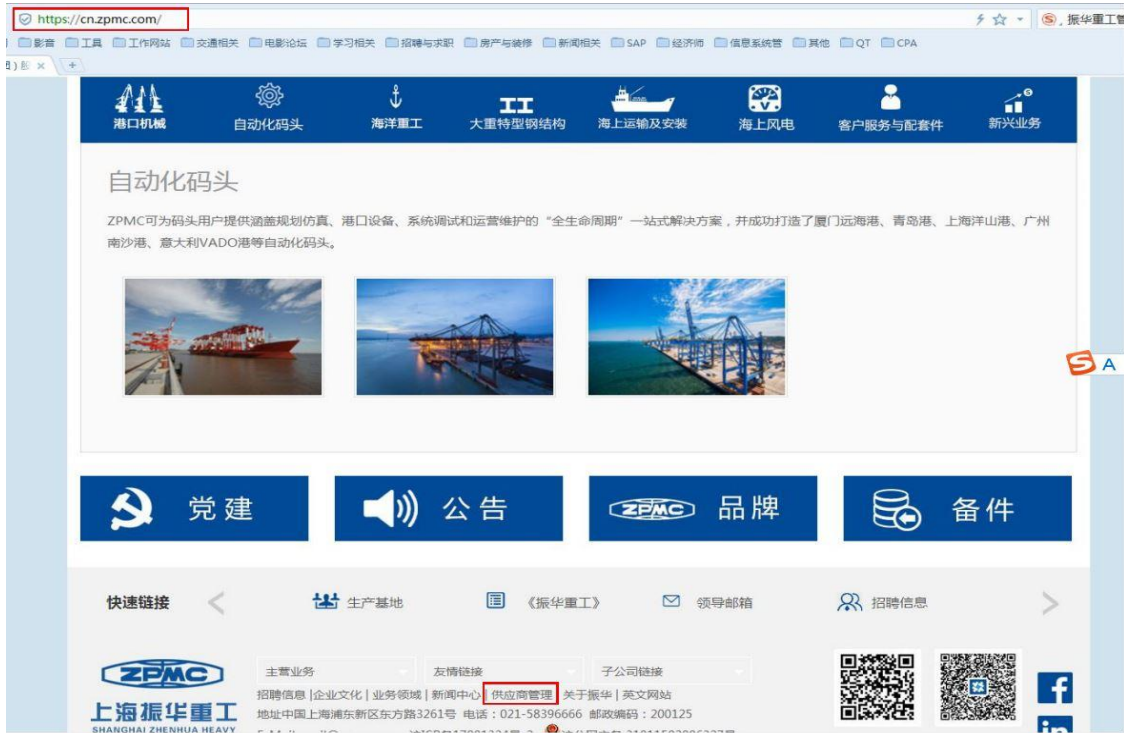 https://cn.zpmc.com/
振华重工管
影音 工具 工作网站 交通相关 电影论坛 学习相关 招聘与求职 房产与装修 新闻相关 SAP 经济师 信息系统管 其他 QT CPA
港口机械 自动化码头 海洋重工 大重特型钢结构 海上运输及安装 海上风电 客户服务与配套件 新兴业务
自动化码头
ZPMC可为码头用户提供涵盖规划仿真、港口设备、系统调试和运营维护的“全生命周期”一站式解决方案，并成功打造了厦门远海港、青岛港、上海洋山港、广州
南沙港、意大利VADO港等自动化码头。
A
党建 公告 ZPMC 品牌 备件
快速链接 生产基地 《振华重工》 领导邮箱 招聘信息
ZPMC
主营业务 友情链接 子公司链接
招聘信息 |企业文化 | 业务领域 | 新闻中心 | 供应商管理 | 关于振华 | 英文网站
上海振华重工
地址中国上海浦东新区东方路3261号 电话：021-58396666 邮政编码：200125
SHANGHAI ZHENHUA HEAVY